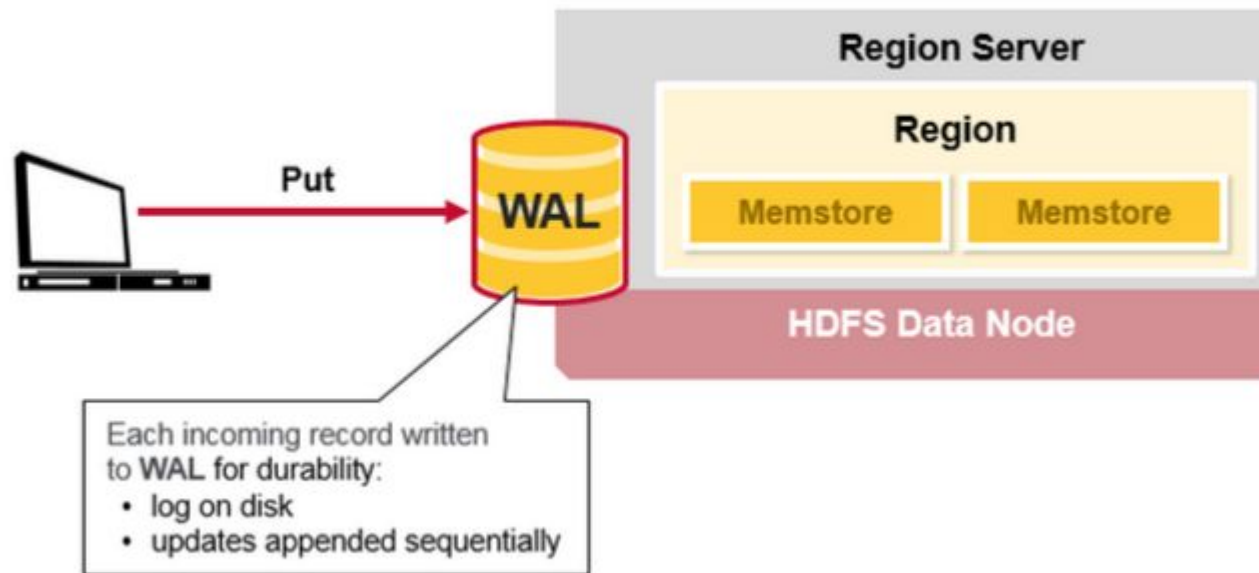 Region Server
Region
Put
WAL
Memstore
Memstore
HDFS Data Node
Each incoming record written
to WAL for durability:
• log on disk
• updates appended sequentially